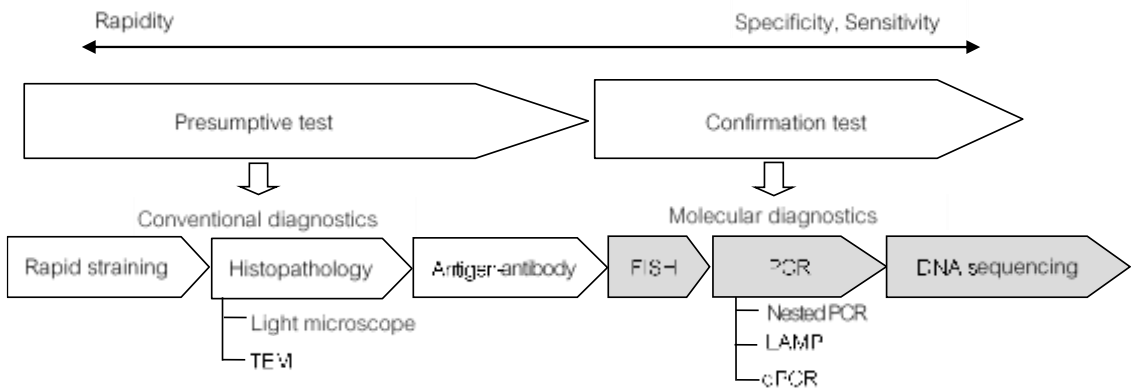 Rapidity
Specificity, Sensitivity
Presumptive test
Confirmation test
Conventional diagnostics
Molecular diagnostics
Rapid straining
Histopathology
Antigen-antibody
FISH
PCR
DNA sequencing
Light microscope
TEM
Nested PCR
LAMP
qPCR